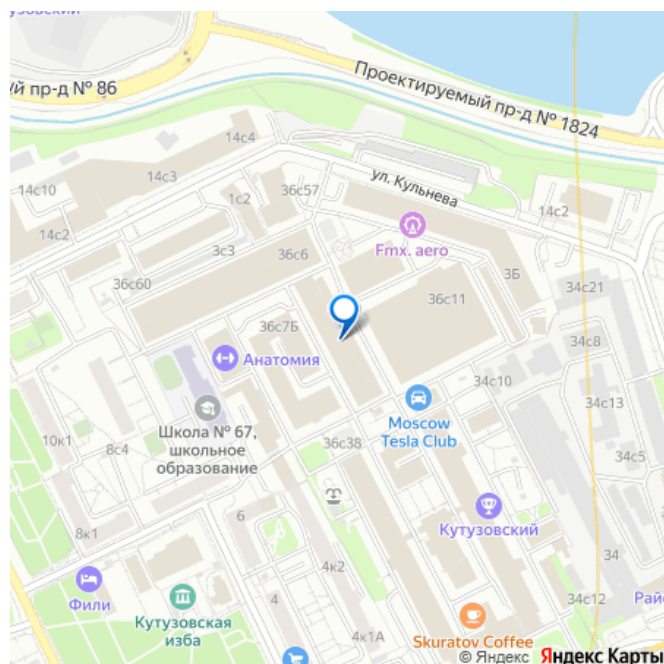 узовский
уй пр-д № 86
Проектируемый пр-д № 1824
14с4
14с3
14с10
14с2
ул. Кульнева
36с57
1с2
14с2
3с3
36с6
Fmx. aero
3Б
36с60
36с11
34с21
36с7Б
34с8
Анатомия
34с10
34с13
Школа № 67,
школьное
образование
Moscow
Tesla Club
10к1
8с4
36с38
34с5
8к1
6
Кутузовский
34
4к2
Фили
4
Кутузовская
изба
34с12
Рай
4к1А
Skuratov Coffee
© Яндекс Яндекс Карты